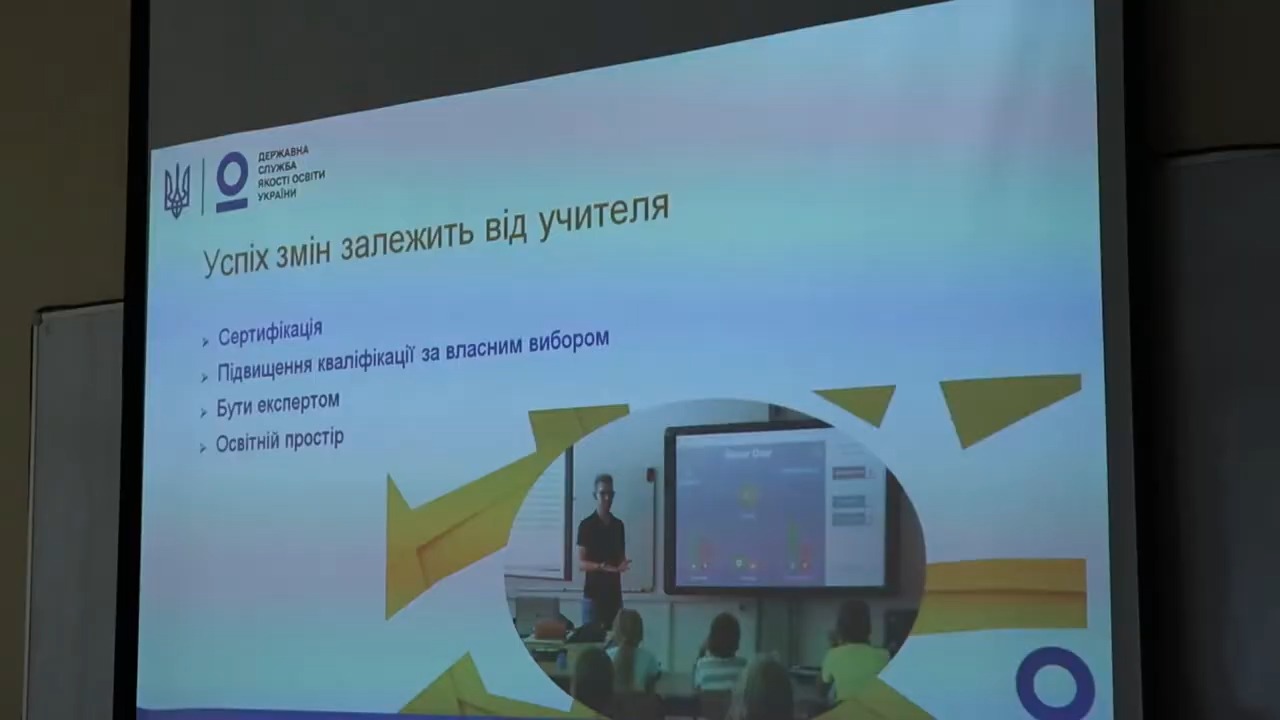 ДЕРЖАВНА
СЛУЖБА
ЯКОСТІ ОСВІТИ
УКРАЇНИ
Успіх змін залежить від учителя
Сертифікація
Підвищення кваліфікації за власним вибором
Бути експертом
Освітній простір